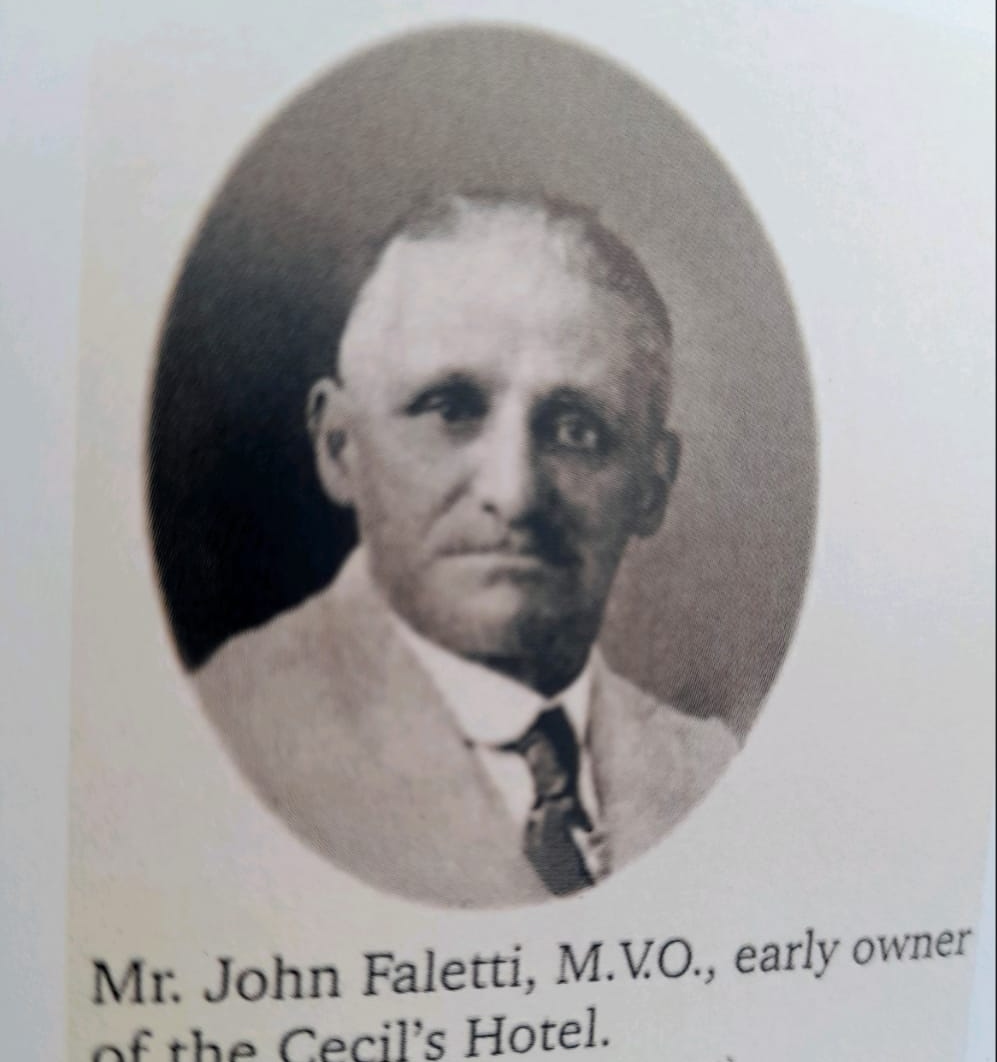 Mr. John Faletti, M.V.O., early owner
of the Cecil's Hotel.